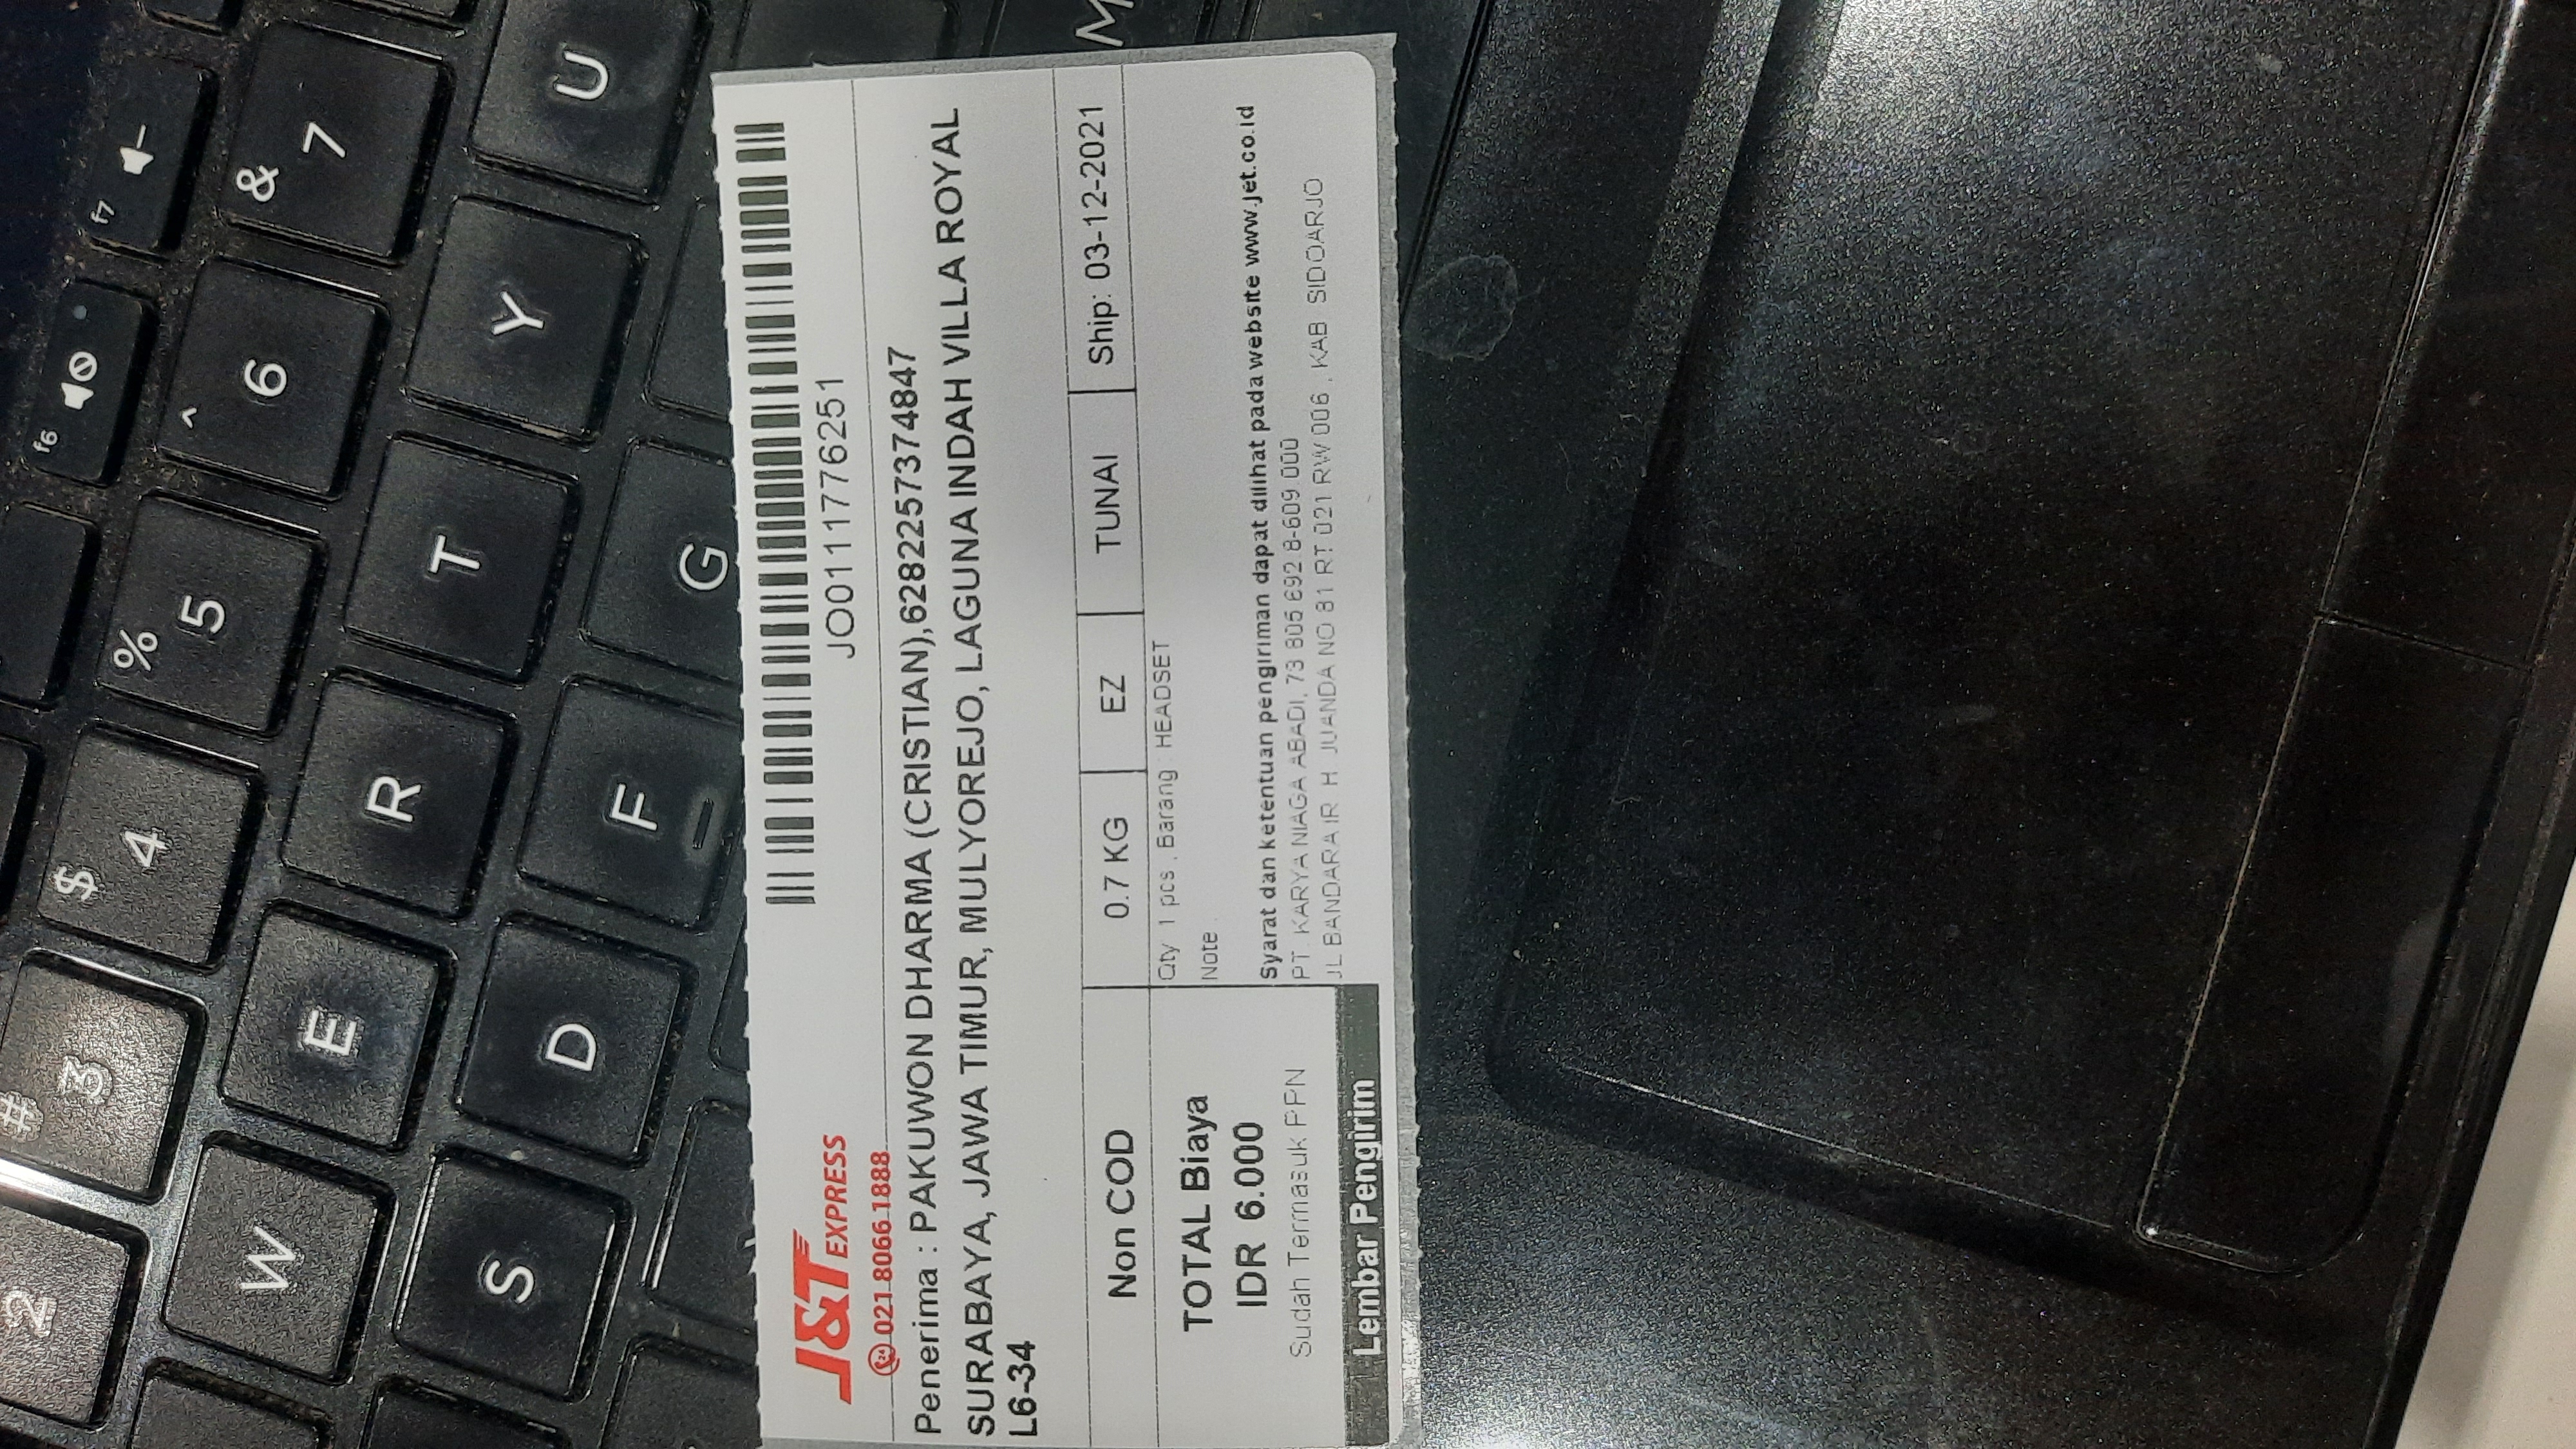 2
#
3
$
4
%
5
^
6
&
7
f6
f7
W
E
R
T
Y
U
S
D
F
G
M
J&T EXPRESS
24
021 8066 1888
JO0111776251
Penerima : PAKUWON DHARMA (CRISTIAN),6282257374847
SURABAYA, JAWA TIMUR, MULYOREJO, LAGUNA INDAH VILLA ROYAL
L6-34
Non COD
0.7 KG
EZ
TUNAI
Ship: 03-12-2021
TOTAL Biaya
IDR 6.000
Sudah Termasuk PPN
Lembar Pengirim
Qty 1 pcs , Barang : HEADSET
Note :
Syarat dan ketentuan pengiriman dapat dilihat pada website www.jet.co.id
PT. KARYA NIAGA ABADI, 73 805 692 8-609 000
JL BANDARA IR. H. JUANDA NO 81 RT 021 RW 006 , KAB. SIDOARJO